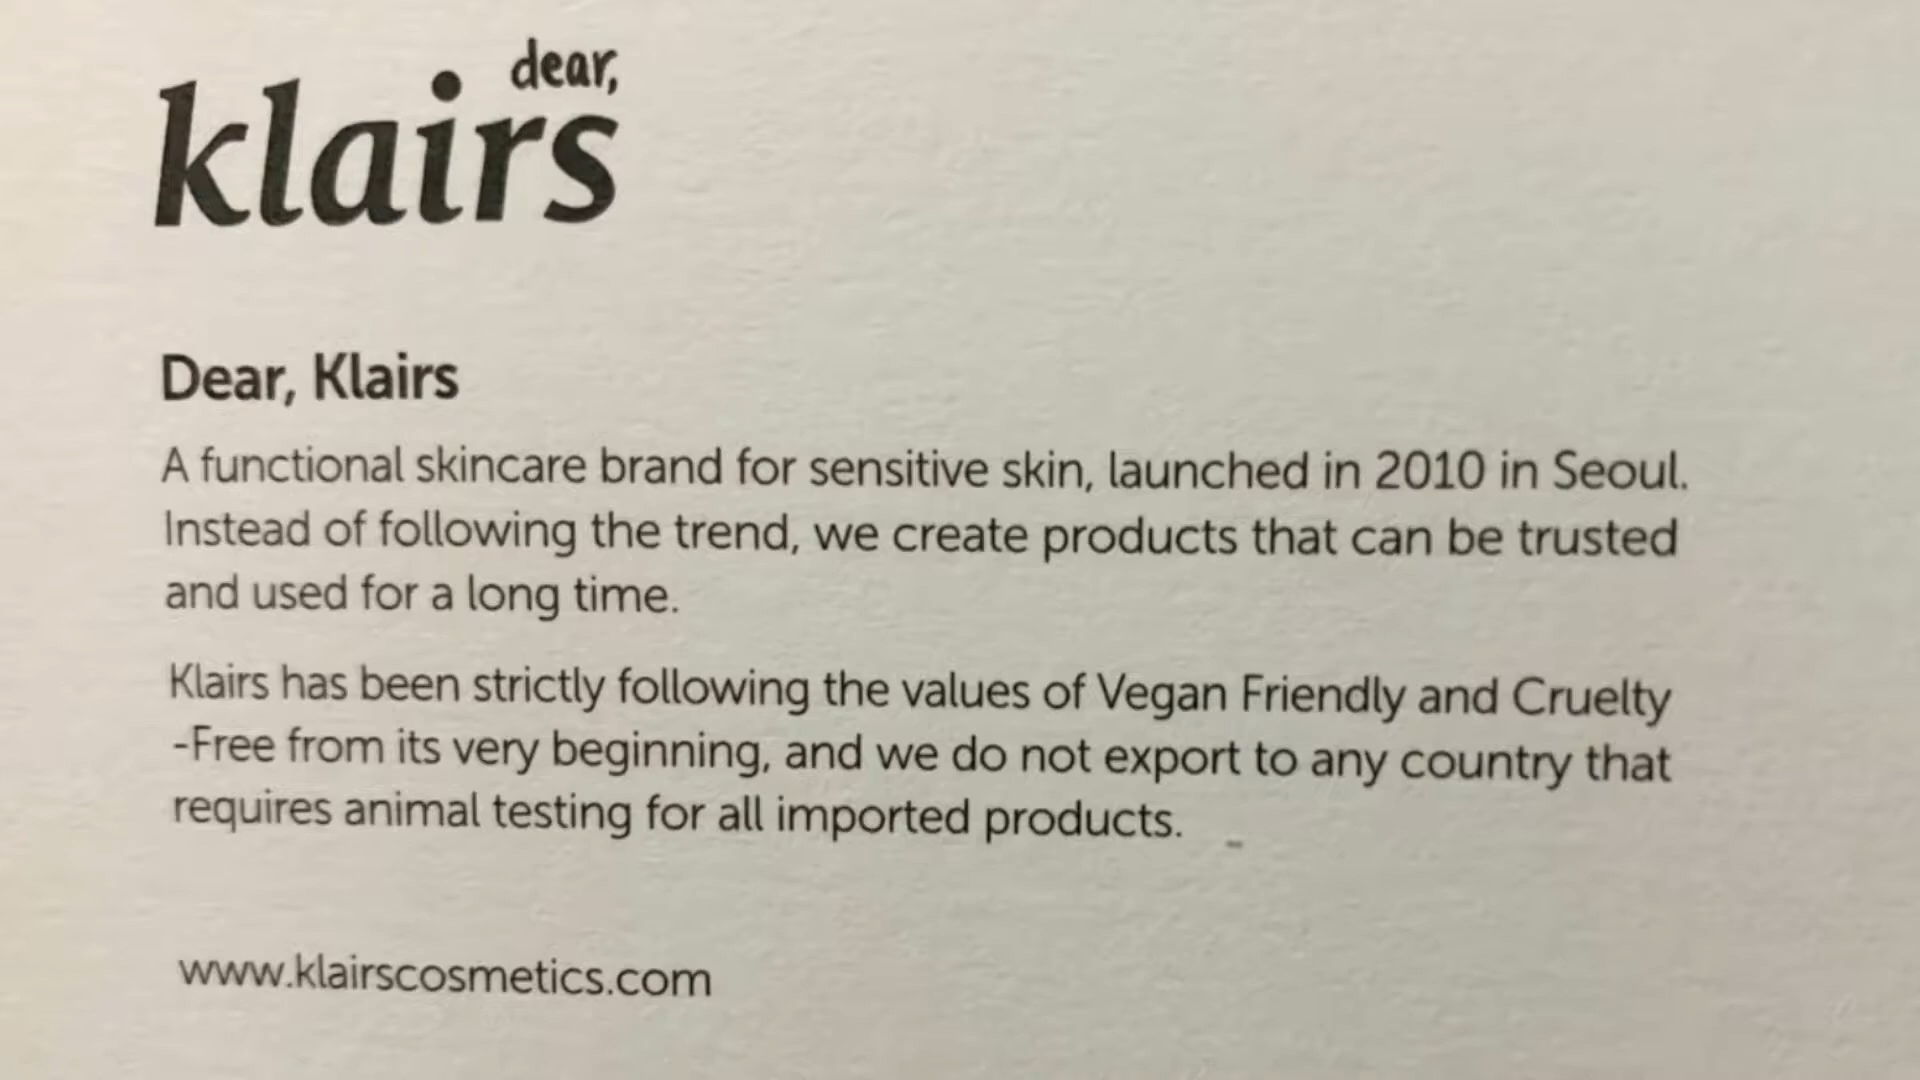 dear,
klairs
Dear, Klairs
A functional skincare brand for sensitive skin, launched in 2010 in Seoul.
Instead of following the trend, we create products that can be trusted
and used for a long time.
Klairs has been strictly following the values of Vegan Friendly and Cruelty
-Free from its very beginning, and we do not export to any country that
requires animal testing for all imported products.
www.klairscosmetics.com